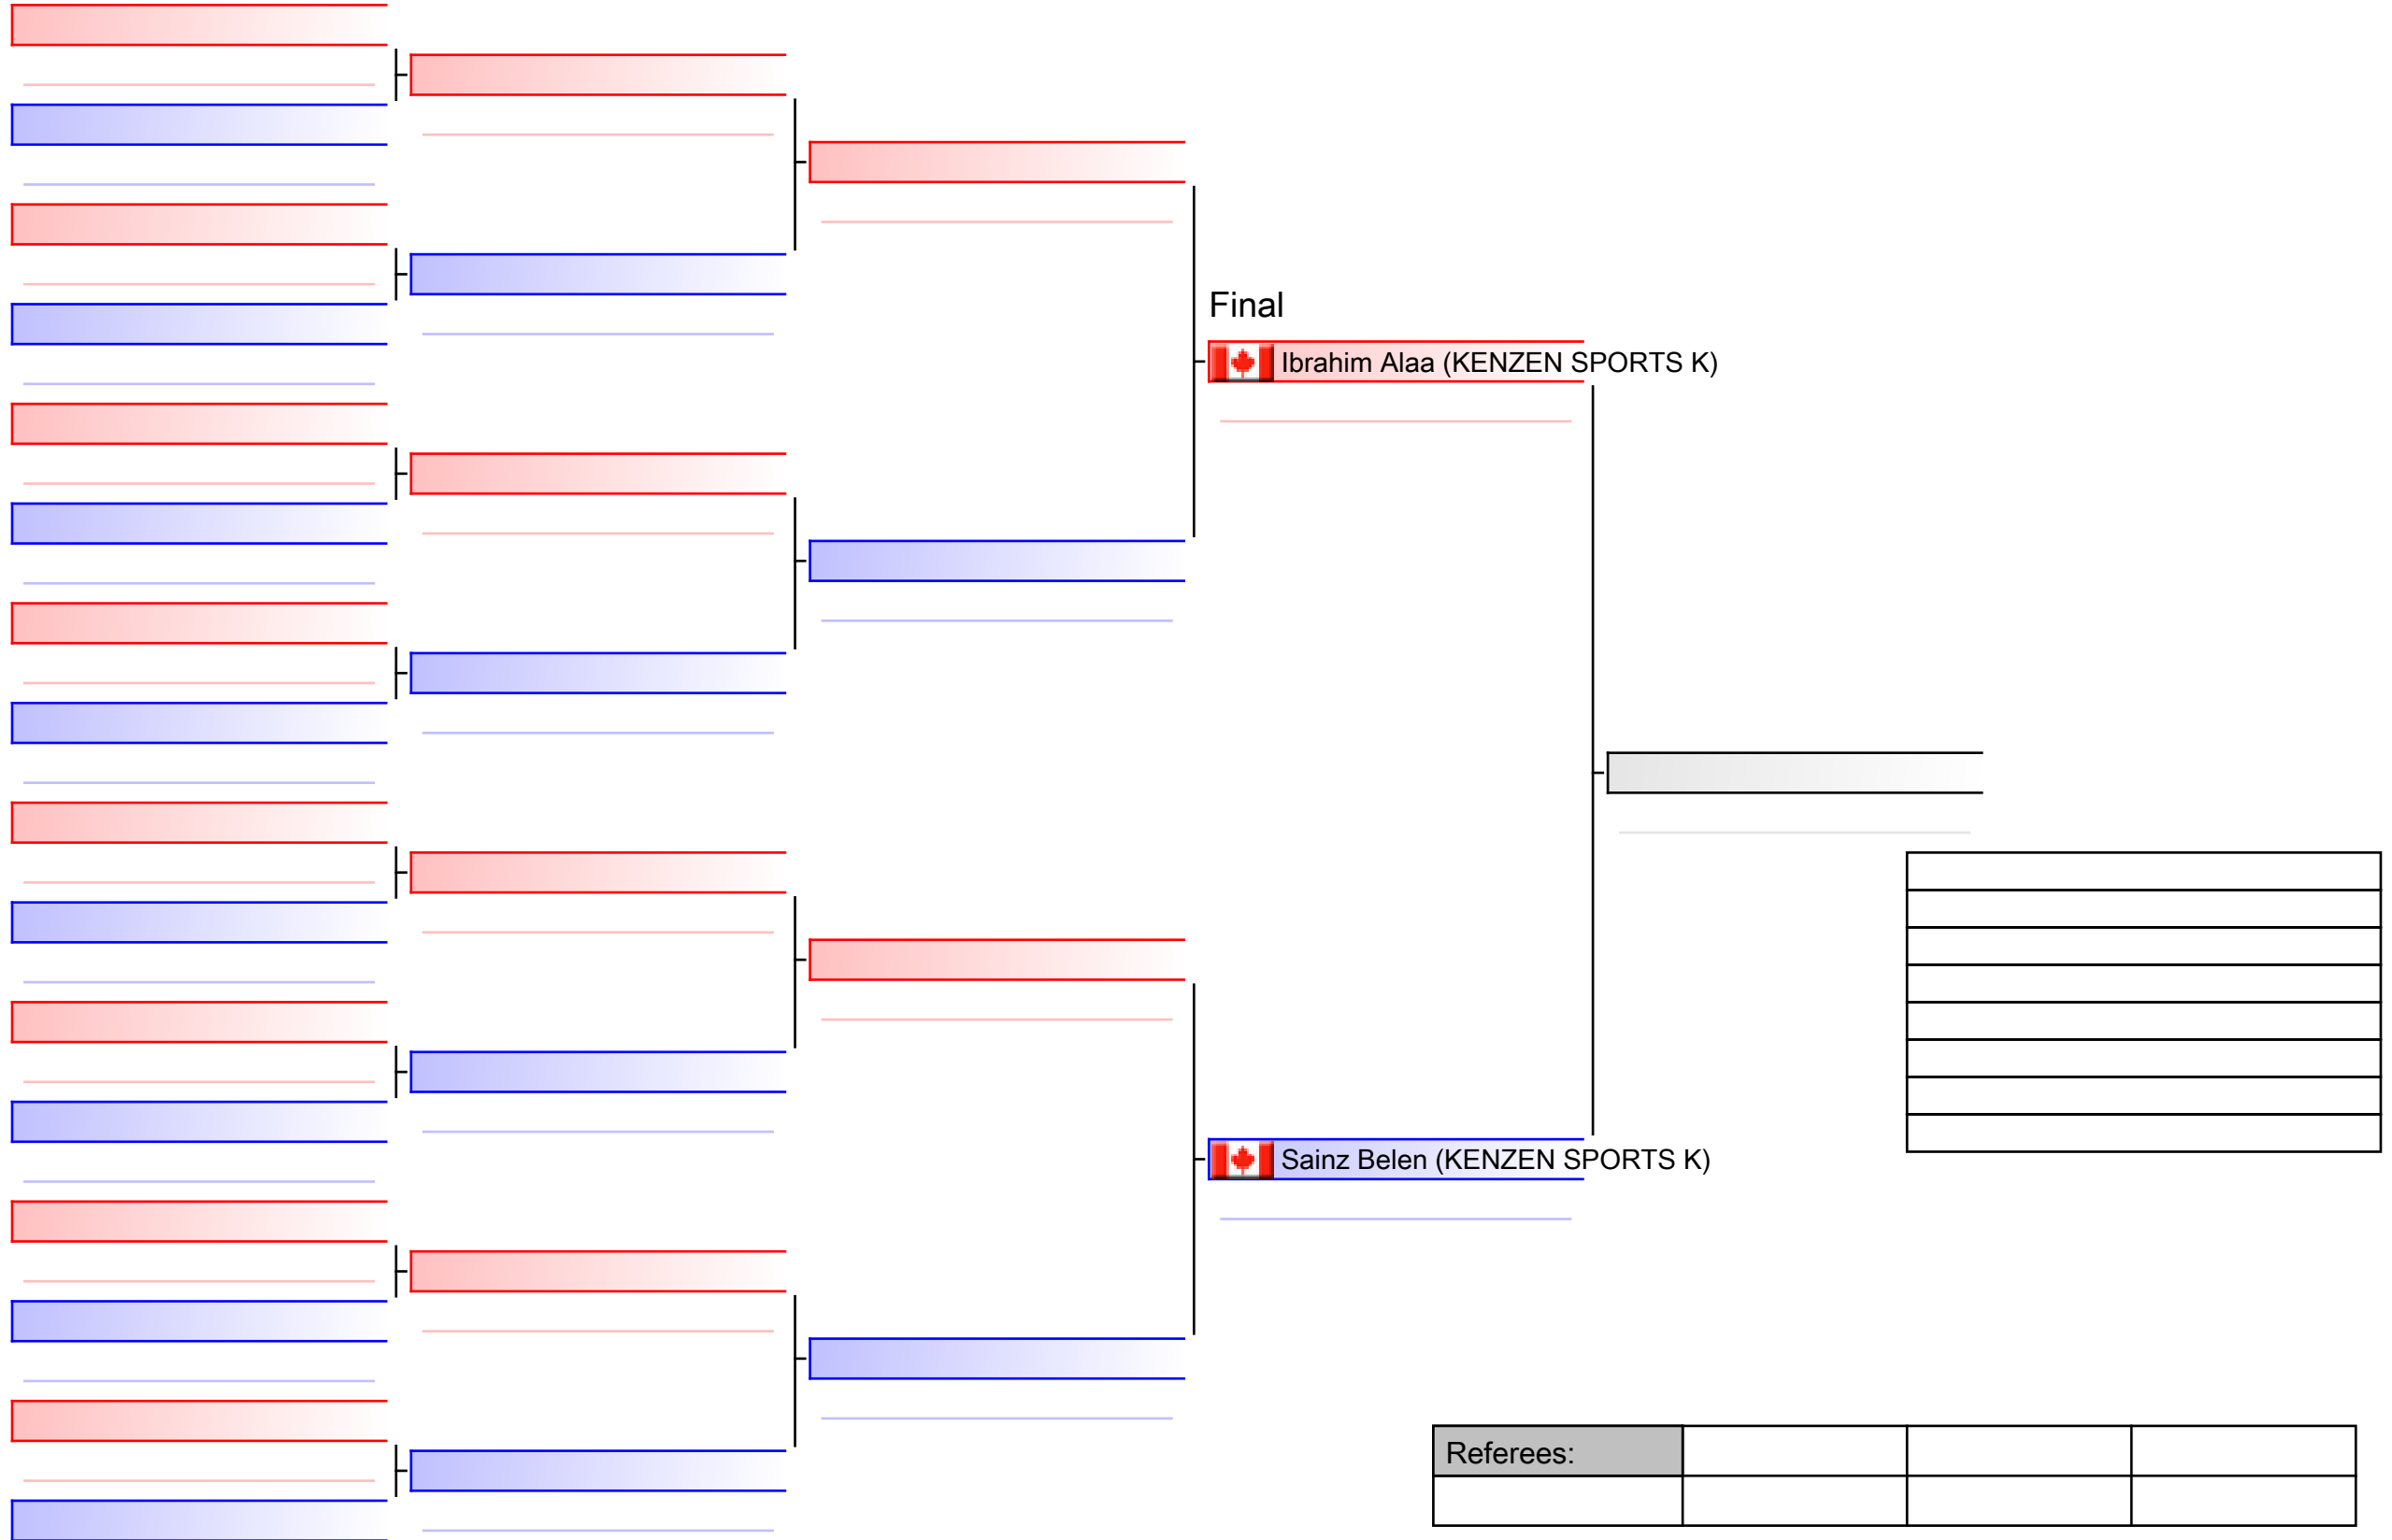 Final
Ibrahim Alaa (KENZEN SPORTS K)
Sainz Belen (KENZEN SPORTS K)
Referees: